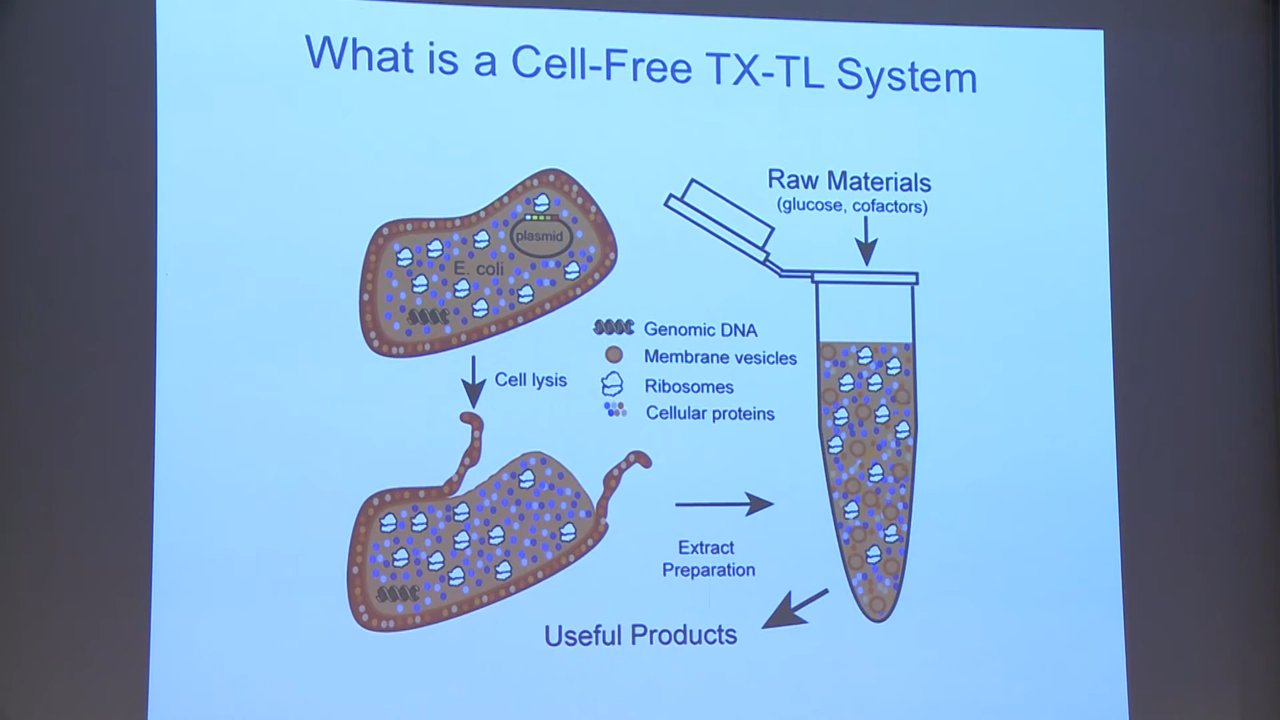 What is a Cell-Free TX-TL System
Raw Materials
(glucose, cofactors)
plasmid
E. coli
Genomic DNA
Membrane vesicles
Ribosomes
Cellular proteins
Cell lysis
Extract
Preparation
Useful Products